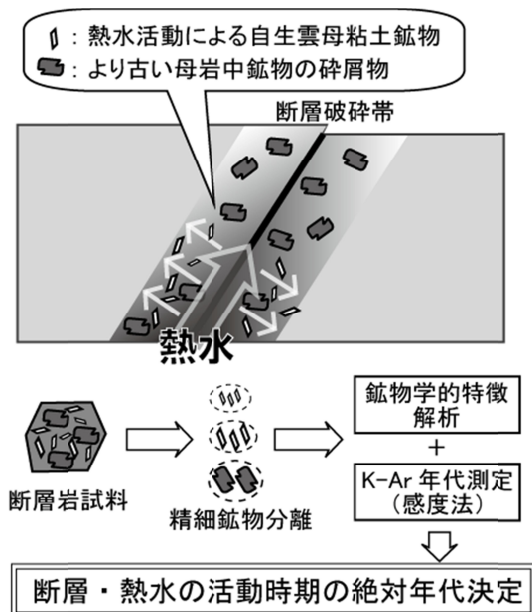 ：熱水活動による自生雲母粘土鉱物
：より古い母岩中鉱物の砕屑物
断層破砕帯
熱水
断層岩試料
精細鉱物分離
鉱物学的特徴
解析
+
K-Ar 年代測定
(感度法)
断層・熱水の活動時期の絶対年代決定